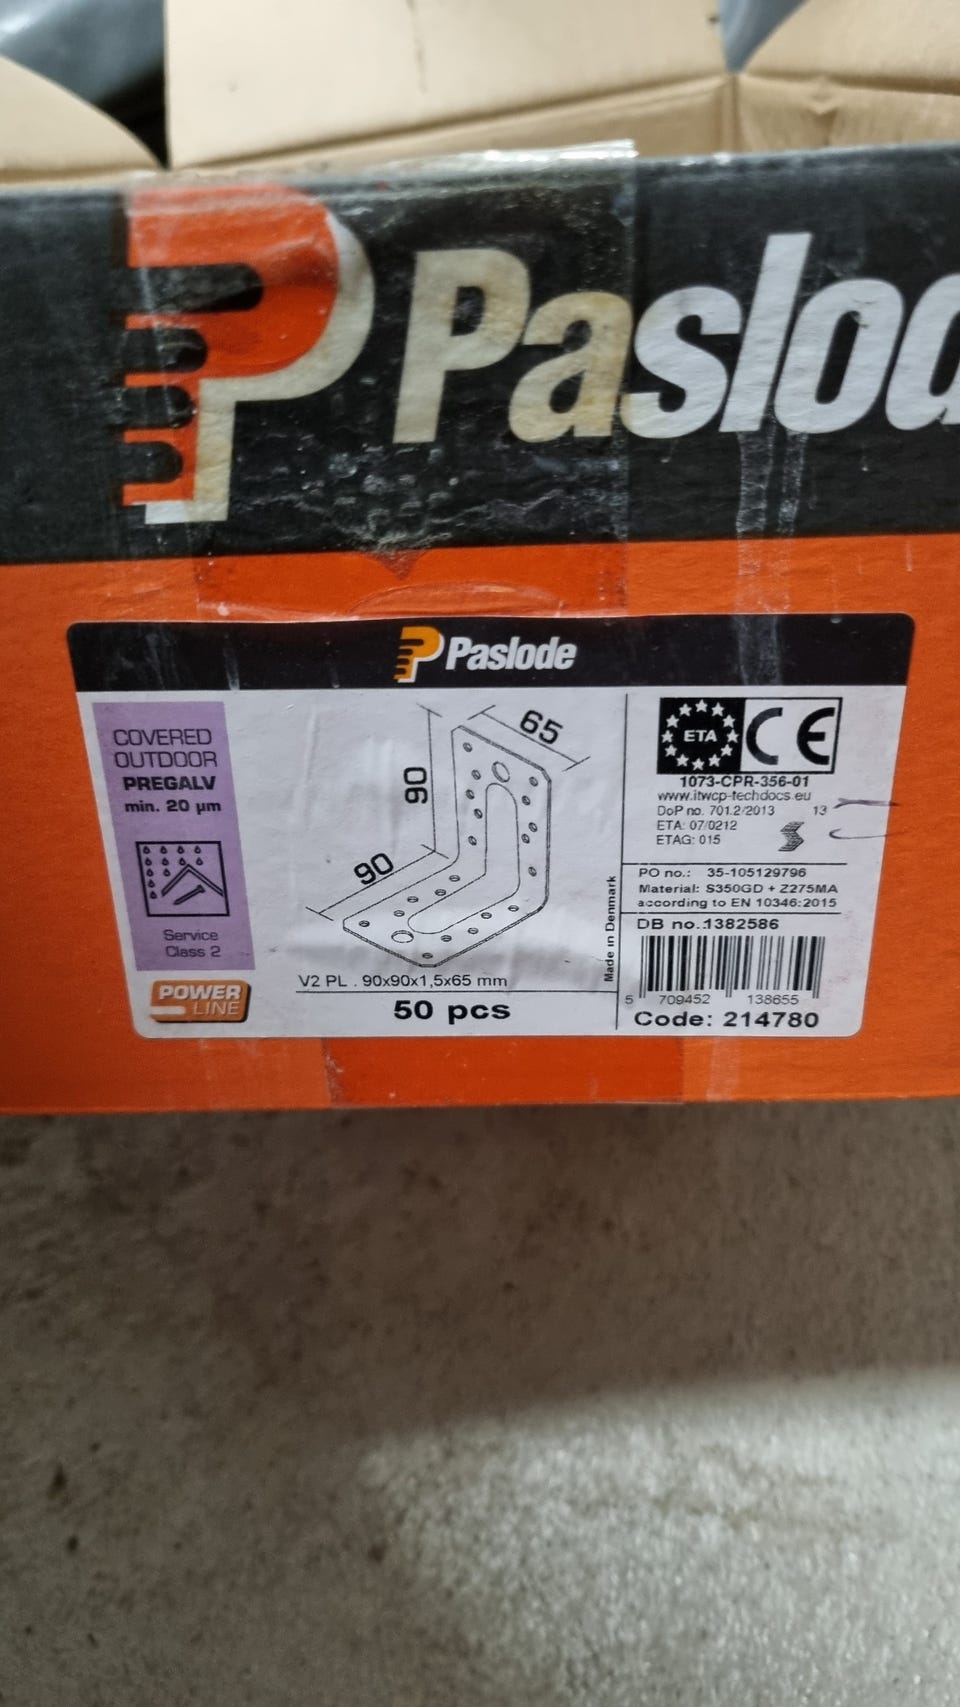 Paslod
Paslode
COVERED
OUTDOOR
PREGALV
min. 20 µm
Service
Class 2
POWER
LINE
65
90
90
V2 PL . 90x90x1,5x65 mm
50 pcs
Made in Denmark
ETA CE
1073-CPR-356-01
www.itwcp-techdocs.eu
DoP no. 701.2/2013 13
ETA: 07/0212
ETAG: 015
PO no.: 35-105129796
Material: S350GD + Z275MA
according to EN 10346:2015
DB no.:1382586
5 709452 138655
Code: 214780